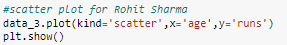 #scatter plot for Rohit Sharma
data_3.plot(kind='scatter',x='age',y='runs')
plt.show()